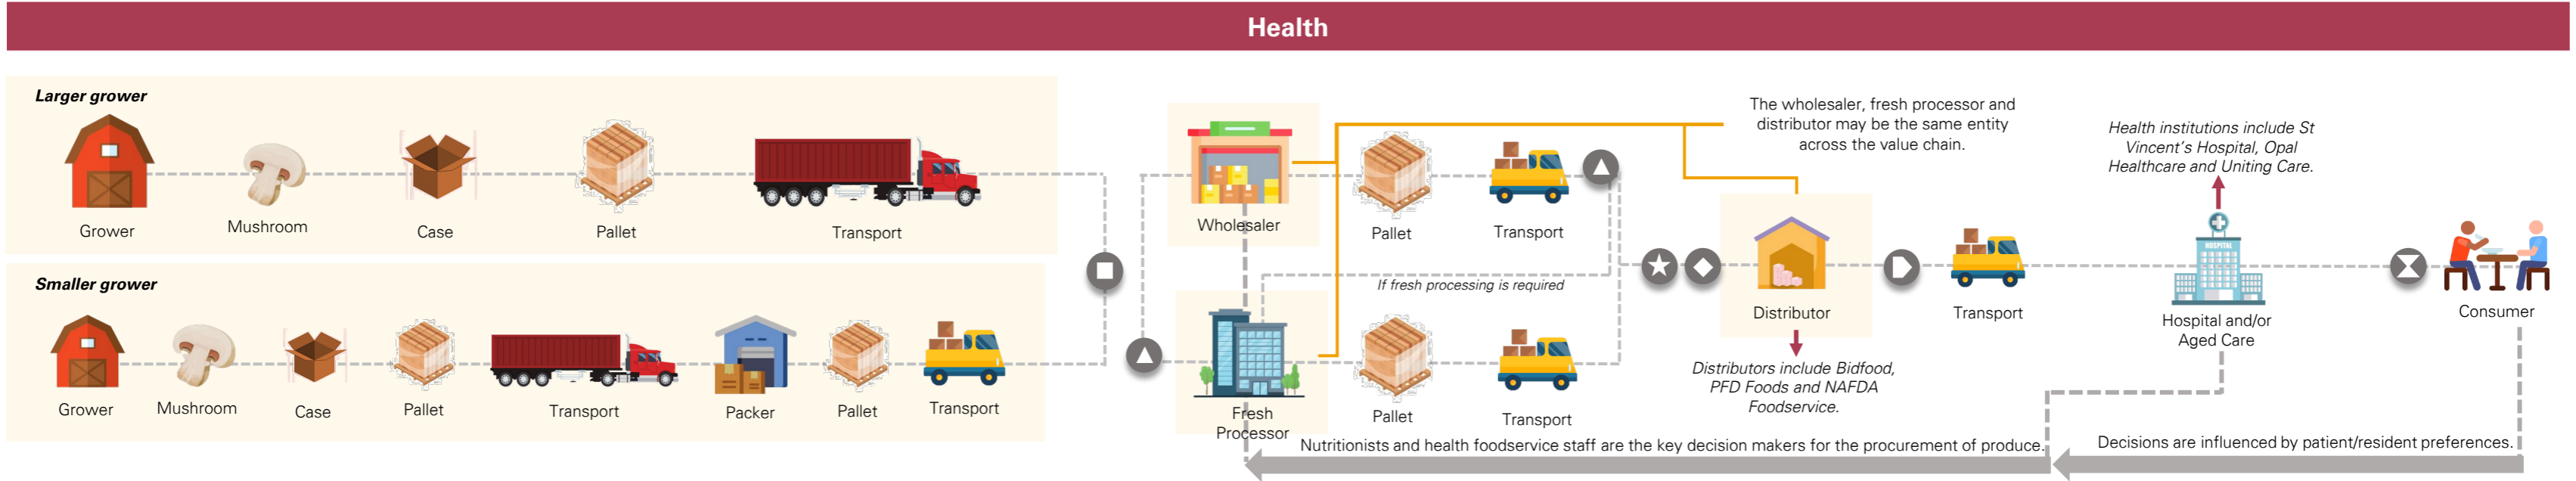 Health
Larger grower
Grower
Mushroom
Case
Pallet
Transport
Smaller grower
Grower
Mushroom
Case
Pallet
Transport
Packer
Pallet
Transport
Wholesaler
Pallet
Transport
If fresh processing is required
Fresh
Processor
Pallet
Transport
The wholesaler, fresh processor and
distributor may be the same entity
across the value chain.
Distributor
Distributors include Bidfood,
PFD Foods and NAFDA
Foodservice.
Transport
Health institutions include St
Vincent's Hospital, Opal
Healthcare and Uniting Care.
HOSPITAL
Hospital and/or
Aged Care
Consumer
Nutritionists and health foodservice staff are the key decision makers for the procurement of produce.
Decisions are influenced by patient/resident preferences.